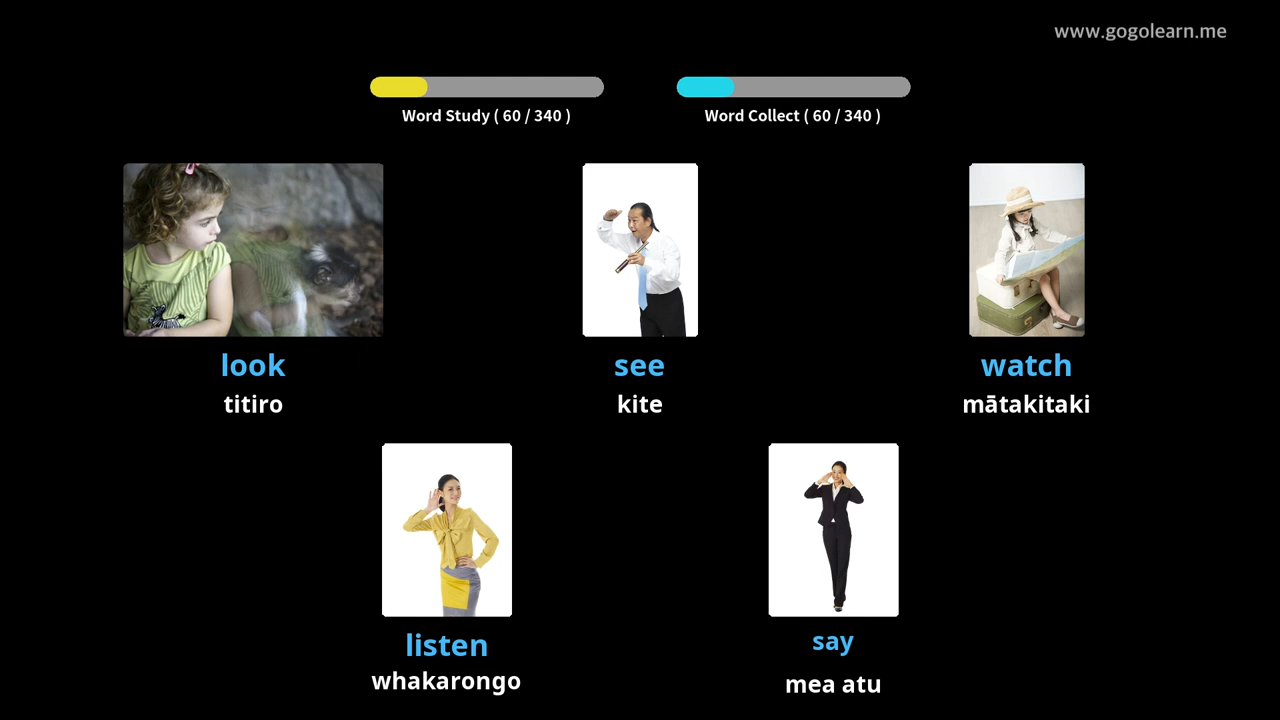 www.gogolearn.me
Word Study ( 60 / 340 )
Word Collect ( 60 / 340 )
look
titiro
see
kite
watch
mātakitaki
listen
whakarongo
say
mea atu